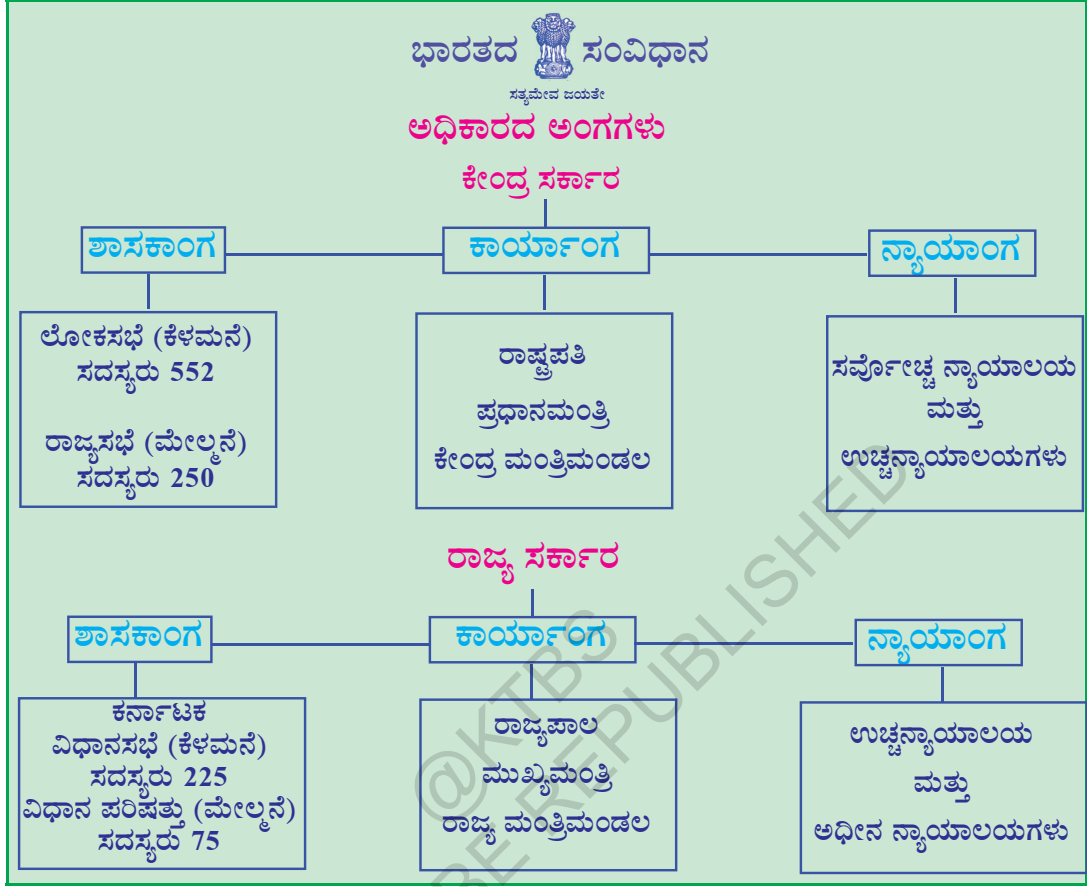 ಭಾರತದ ಸಂವಿಧಾನ
ಸತ್ಯಮೇವ ಜಯತೇ
ಅಧಿಕಾರದ ಅಂಗಗಳು
ಕೇಂದ್ರ ಸರ್ಕಾರ
ಶಾಸಕಾಂಗ
ಕಾರ್ಯಾಂಗ
ನ್ಯಾಯಾಂಗ
ಲೋಕಸಭೆ (ಕೆಳಮನೆ)
ಸದಸ್ಯರು 552
ರಾಜ್ಯಸಭೆ (ಮೇಲ್ಮನೆ)
ಸದಸ್ಯರು 250
ರಾಷ್ಟ್ರಪತಿ
ಪ್ರಧಾನಮಂತ್ರಿ
ಕೇಂದ್ರ ಮಂತ್ರಿಮಂಡಲ
ಸರ್ವೋಚ್ಚ ನ್ಯಾಯಾಲಯ
ಮತ್ತು
ಉಚ್ಚನ್ಯಾಯಾಲಯಗಳು
ರಾಜ್ಯ ಸರ್ಕಾರ
ಶಾಸಕಾಂಗ
ಕಾರ್ಯಾಂಗ
ನ್ಯಾಯಾಂಗ
ಕರ್ನಾಟಕ
ವಿಧಾನಸಭೆ (ಕೆಳಮನೆ)
ಸದಸ್ಯರು 225
ವಿಧಾನ ಪರಿಷತ್ತು (ಮೇಲ್ಮನೆ)
ಸದಸ್ಯರು 75
ರಾಜ್ಯಪಾಲ
ಮುಖ್ಯಮಂತ್ರಿ
ರಾಜ್ಯ ಮಂತ್ರಿಮಂಡಲ
ಉಚ್ಚನ್ಯಾಯಾಲಯ
ಮತ್ತು
ಅಧೀನ ನ್ಯಾಯಾಲಯಗಳು
@KTBS
BE REPUBLISHED